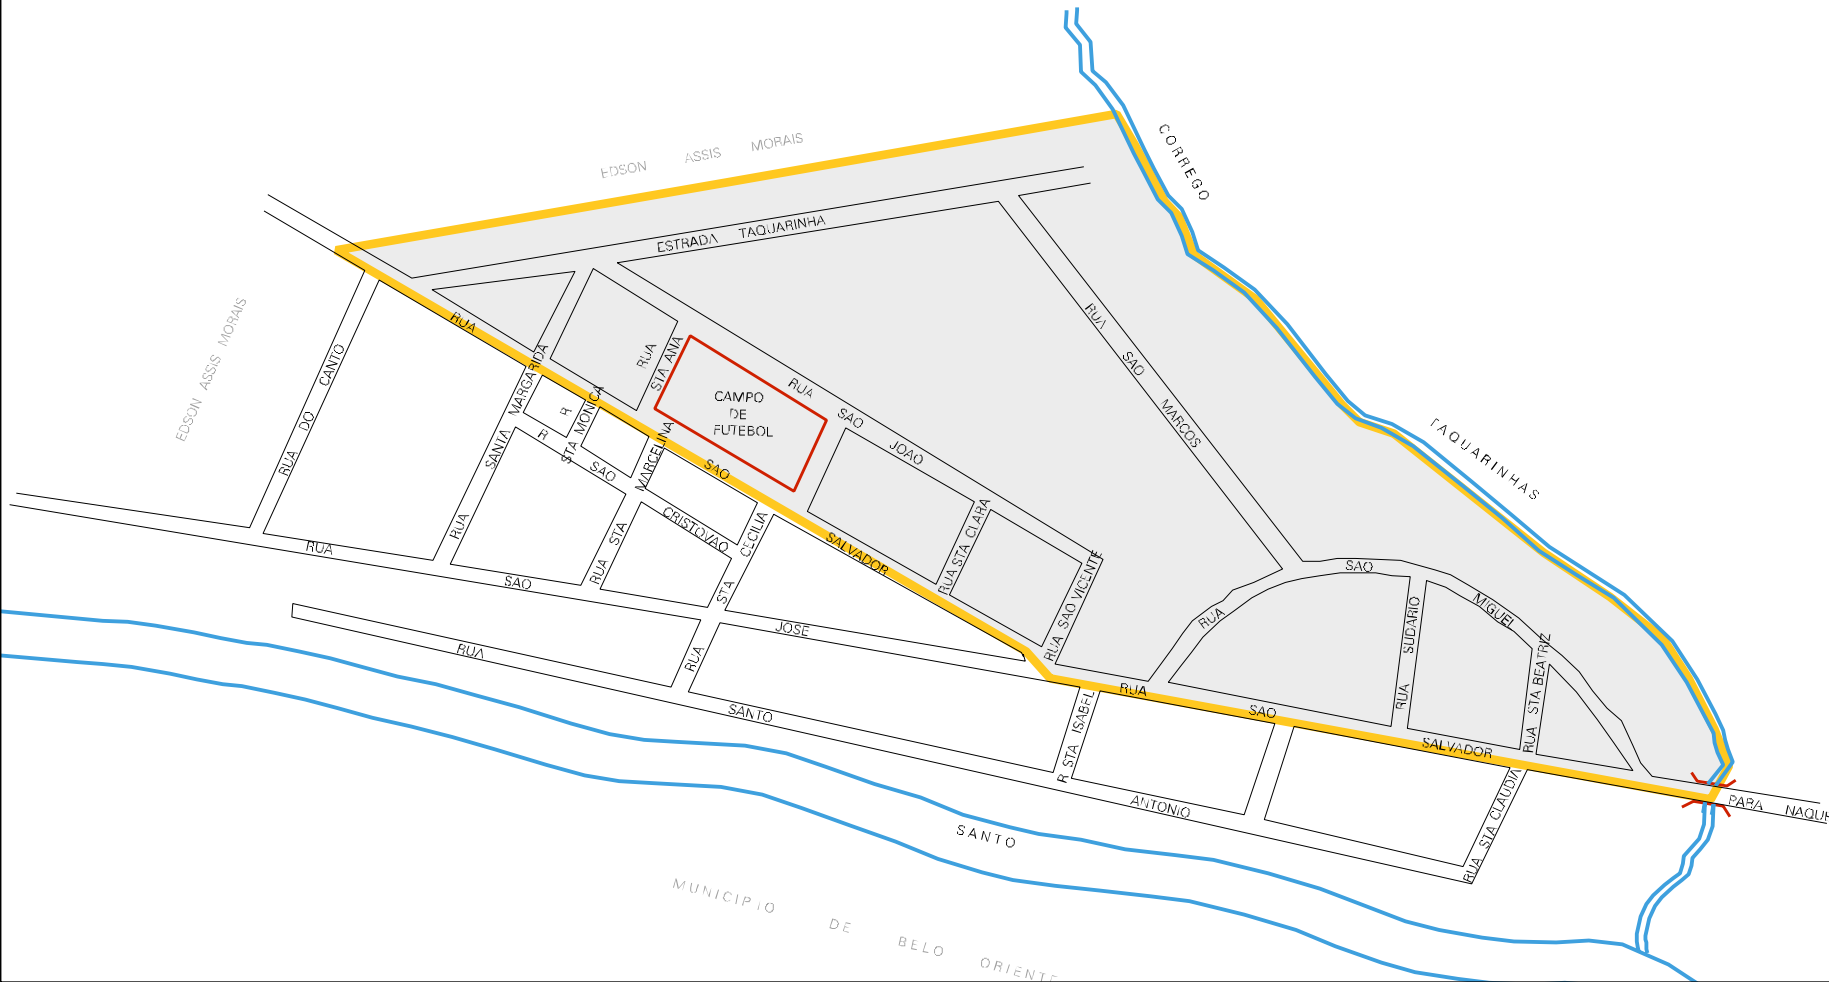 CORREGO
EDSON ASSIS MORAIS
ESTRADA TAQUARINHA
EDSON ASSIS MORAIS
RUA SAO SALVADOR
RUA SAO MARCOS
RUA DO CANTO
RUA SANTA MARGARIDA
RUA STA ANA
CAMPO
DE
FUTEBOL
RUA SAO JOAO
R STA MONICA
R SAO CRISTOVAO
RUA STA MARCELINA
TAQUARINHAS
RUA STA CECILIA
RUA STA CLARA
RUA SAO VICENTE
RUA SAO JOSE
RUA SAO MIGUEL
RUA SUDARIO
RUA STA BEATRIZ
RUA SAO SALVADOR
RUA SANTO ANTONIO
R STA ISABEL
RUA STA CLAUDIA
PARA NAQUE
SANTO
MUNICIPIO DE BELO ORIENTE